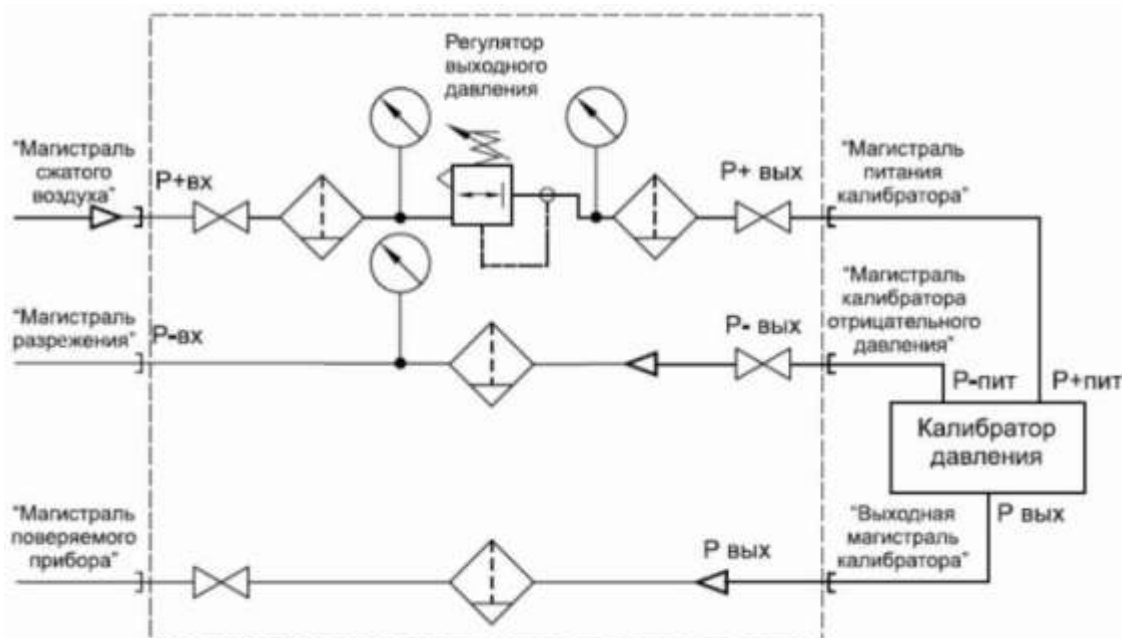 Регулятор
выходного
давления
"Магистраль
сжатого
воздуха"
Р+вх
Р+ вых
"Магистраль
питания
калибратора"
"Магистраль
разрежения"
Р-вх
Р- вых
"Магистраль
калибратора
отрицательного
давления"
Р-пит
Р+пит
Калибратор
давления
"Магистраль
поверяемого
прибора"
Р вых
"Выходная
магистраль
калибратора"
Р вых